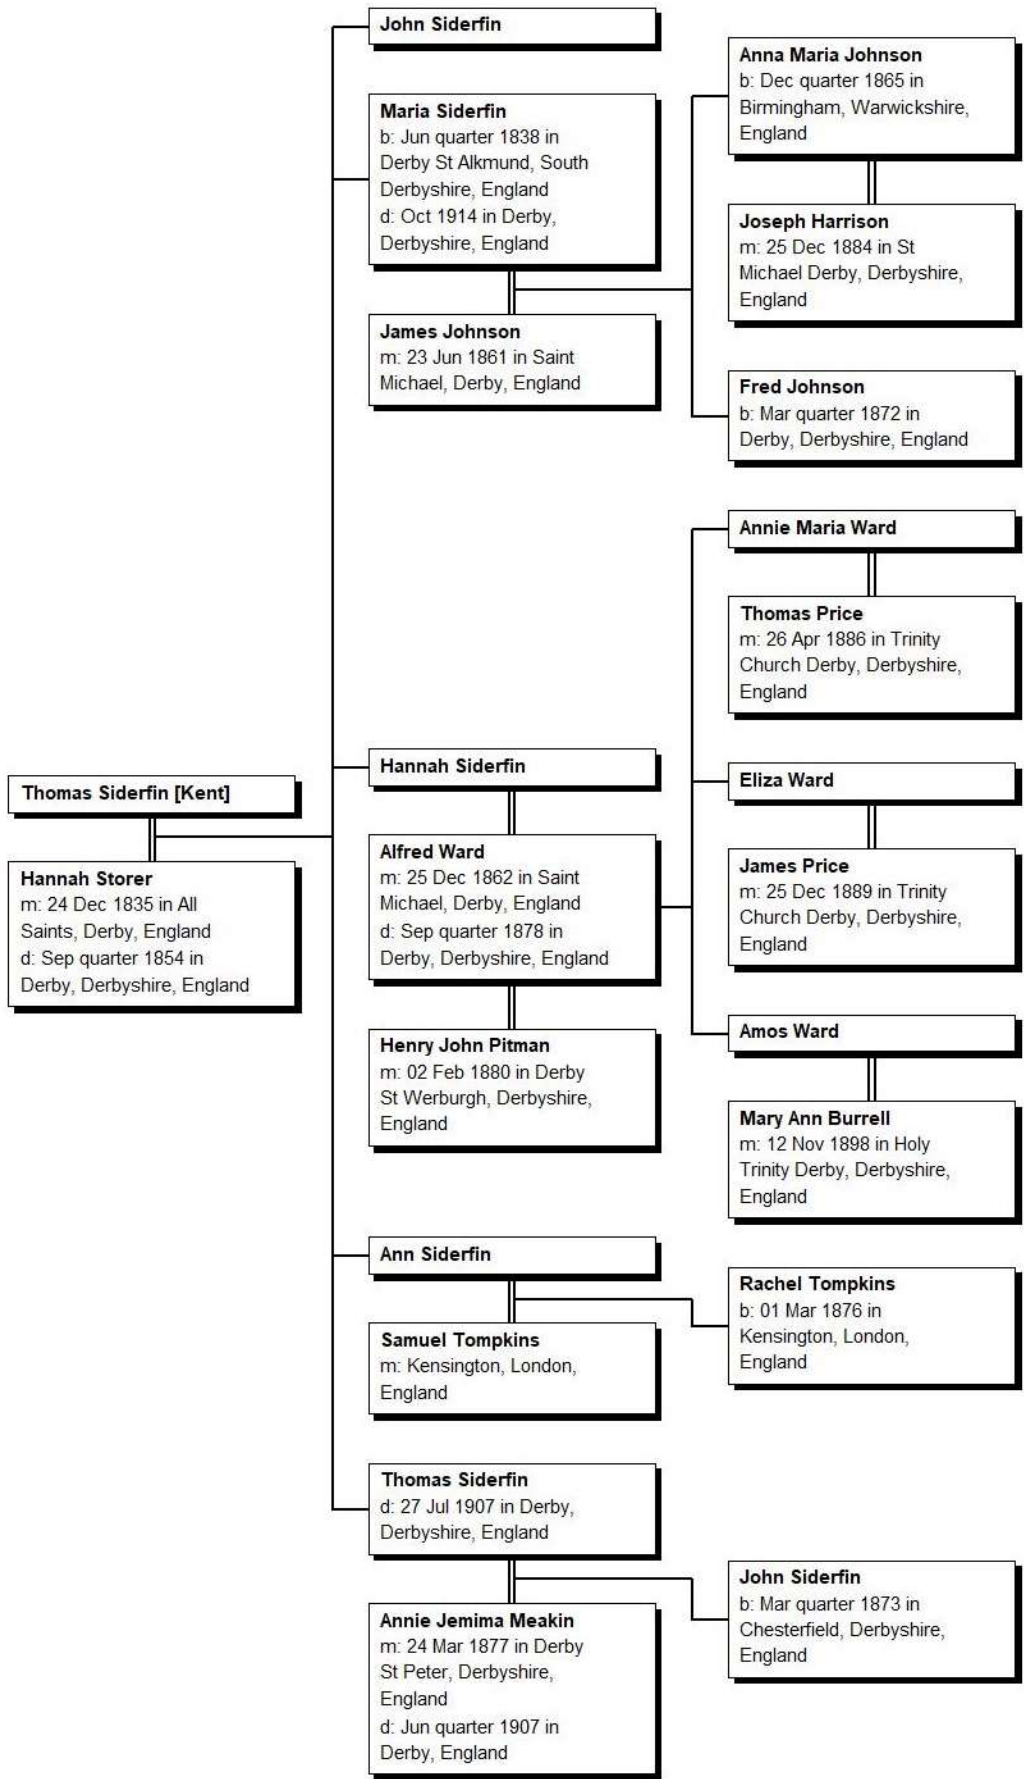 Thomas Siderfin [Kent]
Hannah Storer
m: 24 Dec 1835 in All
Saints, Derby, England
d: Sep quarter 1854 in
Derby, Derbyshire, England
John Siderfin
Maria Siderfin
b: Jun quarter 1838 in
Derby St Alkmund, South
Derbyshire, England
d: Oct 1914 in Derby,
Derbyshire, England
James Johnson
m: 23 Jun 1861 in Saint
Michael, Derby, England
Anna Maria Johnson
b: Dec quarter 1865 in
Birmingham, Warwickshire,
England
Joseph Harrison
m: 25 Dec 1884 in St
Michael Derby, Derbyshire,
England
Fred Johnson
b: Mar quarter 1872 in
Derby, Derbyshire, England
Hannah Siderfin
Alfred Ward
m: 25 Dec 1862 in Saint
Michael, Derby, England
d: Sep quarter 1878 in
Derby, Derbyshire, England
Henry John Pitman
m: 02 Feb 1880 in Derby
St Werburgh, Derbyshire,
England
Annie Maria Ward
Thomas Price
m: 26 Apr 1886 in Trinity
Church Derby, Derbyshire,
England
Eliza Ward
James Price
m: 25 Dec 1889 in Trinity
Church Derby, Derbyshire,
England
Amos Ward
Mary Ann Burrell
m: 12 Nov 1898 in Holy
Trinity Derby, Derbyshire,
England
Ann Siderfin
Samuel Tompkins
m: Kensington, London,
England
Rachel Tompkins
b: 01 Mar 1876 in
Kensington, London,
England
Thomas Siderfin
d: 27 Jul 1907 in Derby,
Derbyshire, England
Annie Jemima Meakin
m: 24 Mar 1877 in Derby
St Peter, Derbyshire,
England
d: Jun quarter 1907 in
Derby, England
John Siderfin
b: Mar quarter 1873 in
Chesterfield, Derbyshire,
England